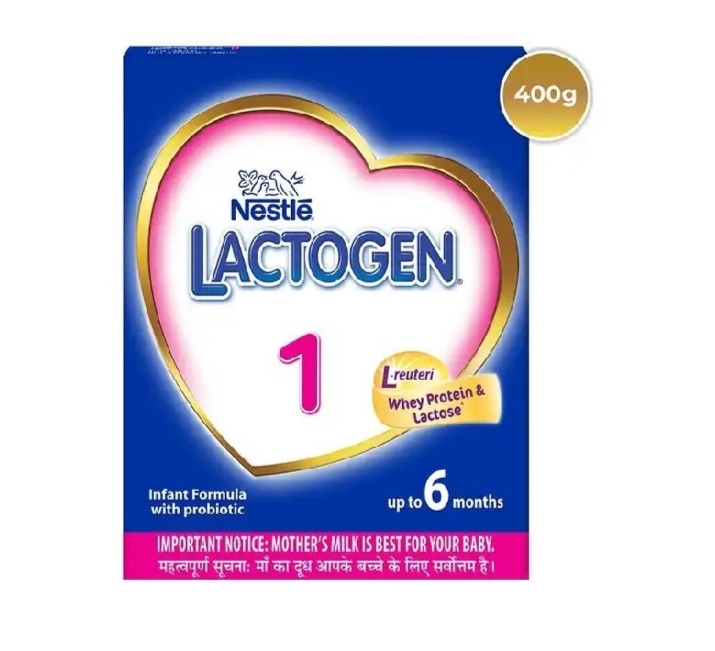 400g
Nestlé
LACTOGEN®
1
L-reuteri
Whey Protein &
Lactose^
Infant Formula
with probiotic
up to 6 months
IMPORTANT NOTICE: MOTHER'S MILK IS BEST FOR YOUR BABY.
महत्वपूर्ण सूचना: माँ का दूध आपके बच्चे के लिए सर्वोत्तम है।